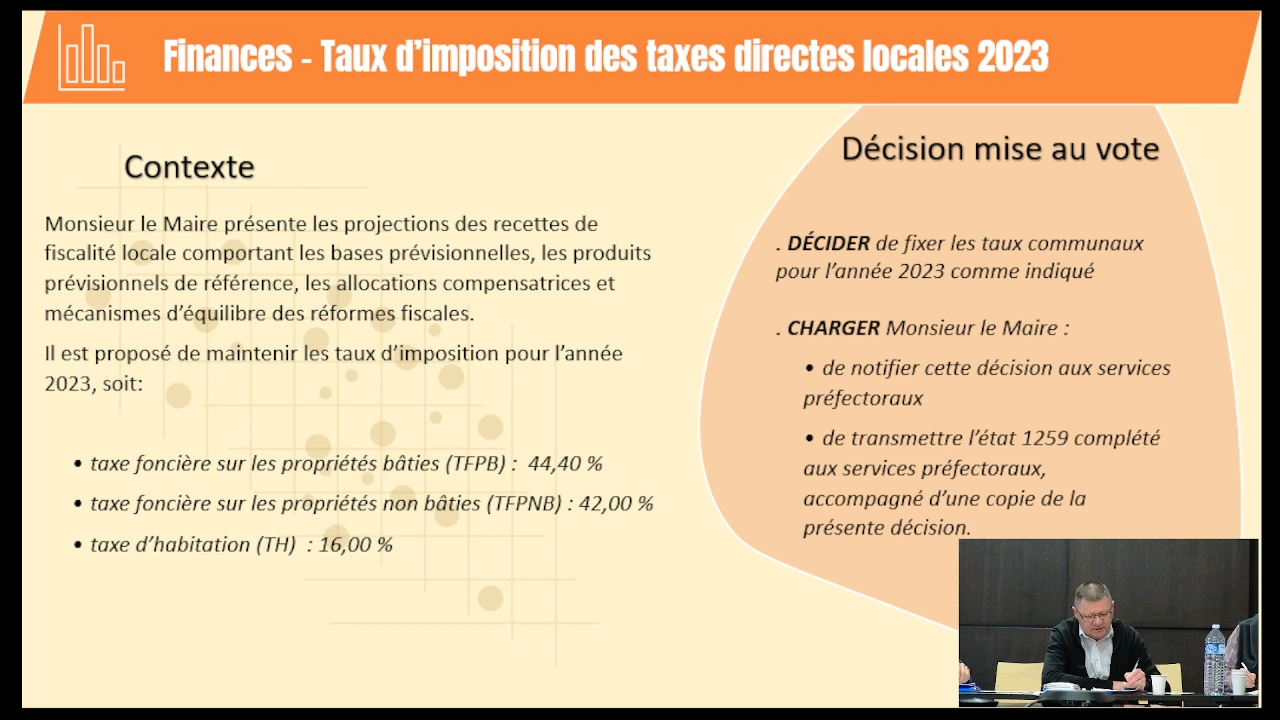 Finances - Taux d'imposition des taxes directes locales 2023
Contexte
Monsieur le Maire présente les projections des recettes de
fiscalité locale comportant les bases prévisionnelles, les produits
prévisionnels de référence, les allocations compensatrices et
mécanismes d'équilibre des réformes fiscales.
Il est proposé de maintenir les taux d'imposition pour l'année
2023, soit:
• taxe foncière sur les propriétés bâties (TFPB) : 44,40 %
• taxe foncière sur les propriétés non bâties (TFPNB) : 42,00 %
• taxe d'habitation (TH) : 16,00 %
Décision mise au vote
. DÉCIDER de fixer les taux communaux
pour l'année 2023 comme indiqué
. CHARGER Monsieur le Maire :
• de notifier cette décision aux services
préfectoraux
• de transmettre l'état 1259 complété
aux services préfectoraux,
accompagné d'une copie de la
présente décision.